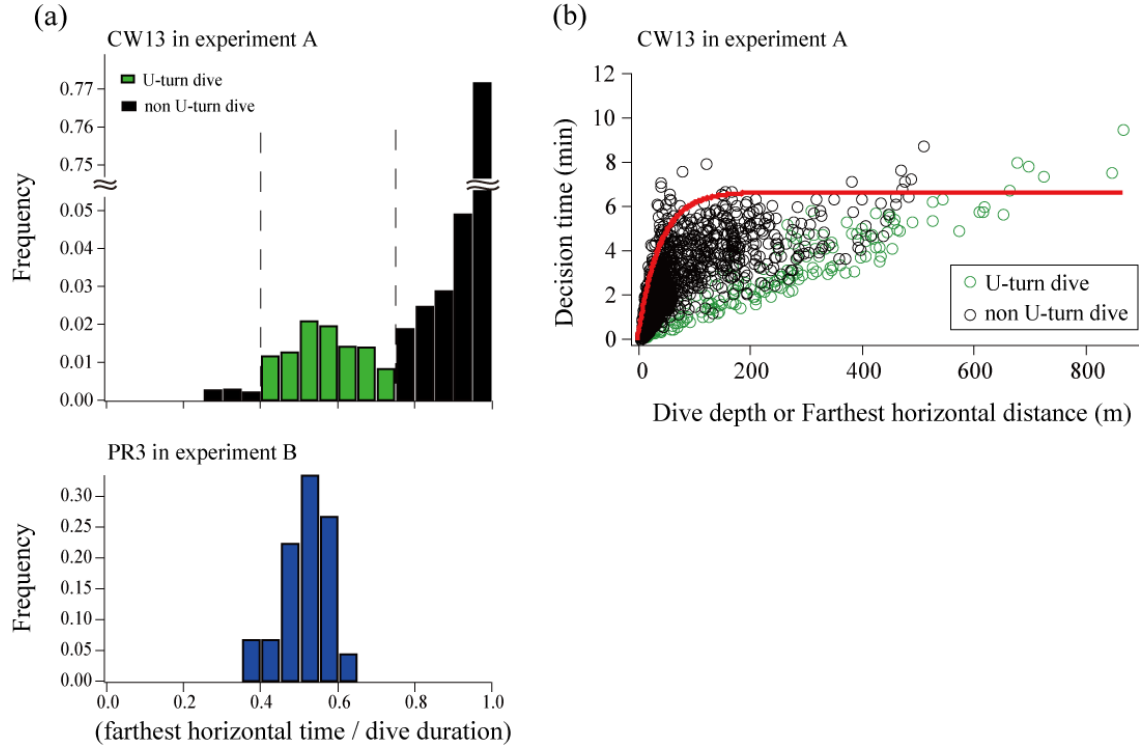 (a)
CW13 in experiment A
U-turn dive
non U-turn dive
0.77
0.76
0.75
0.05
0.04
0.03
0.02
0.01
0.00
Frequency
PR3 in experiment B
0.30
0.25
0.20
0.15
0.10
0.05
0.00
Frequency
0.0 0.2 0.4 0.6 0.8 1.0
(farthest horizontal time / dive duration)
(b)
CW13 in experiment A
12
10
8
6
4
2
0
Decision time (min)
U-turn dive
non U-turn dive
0 200 400 600 800
Dive depth or Farthest horizontal distance (m)